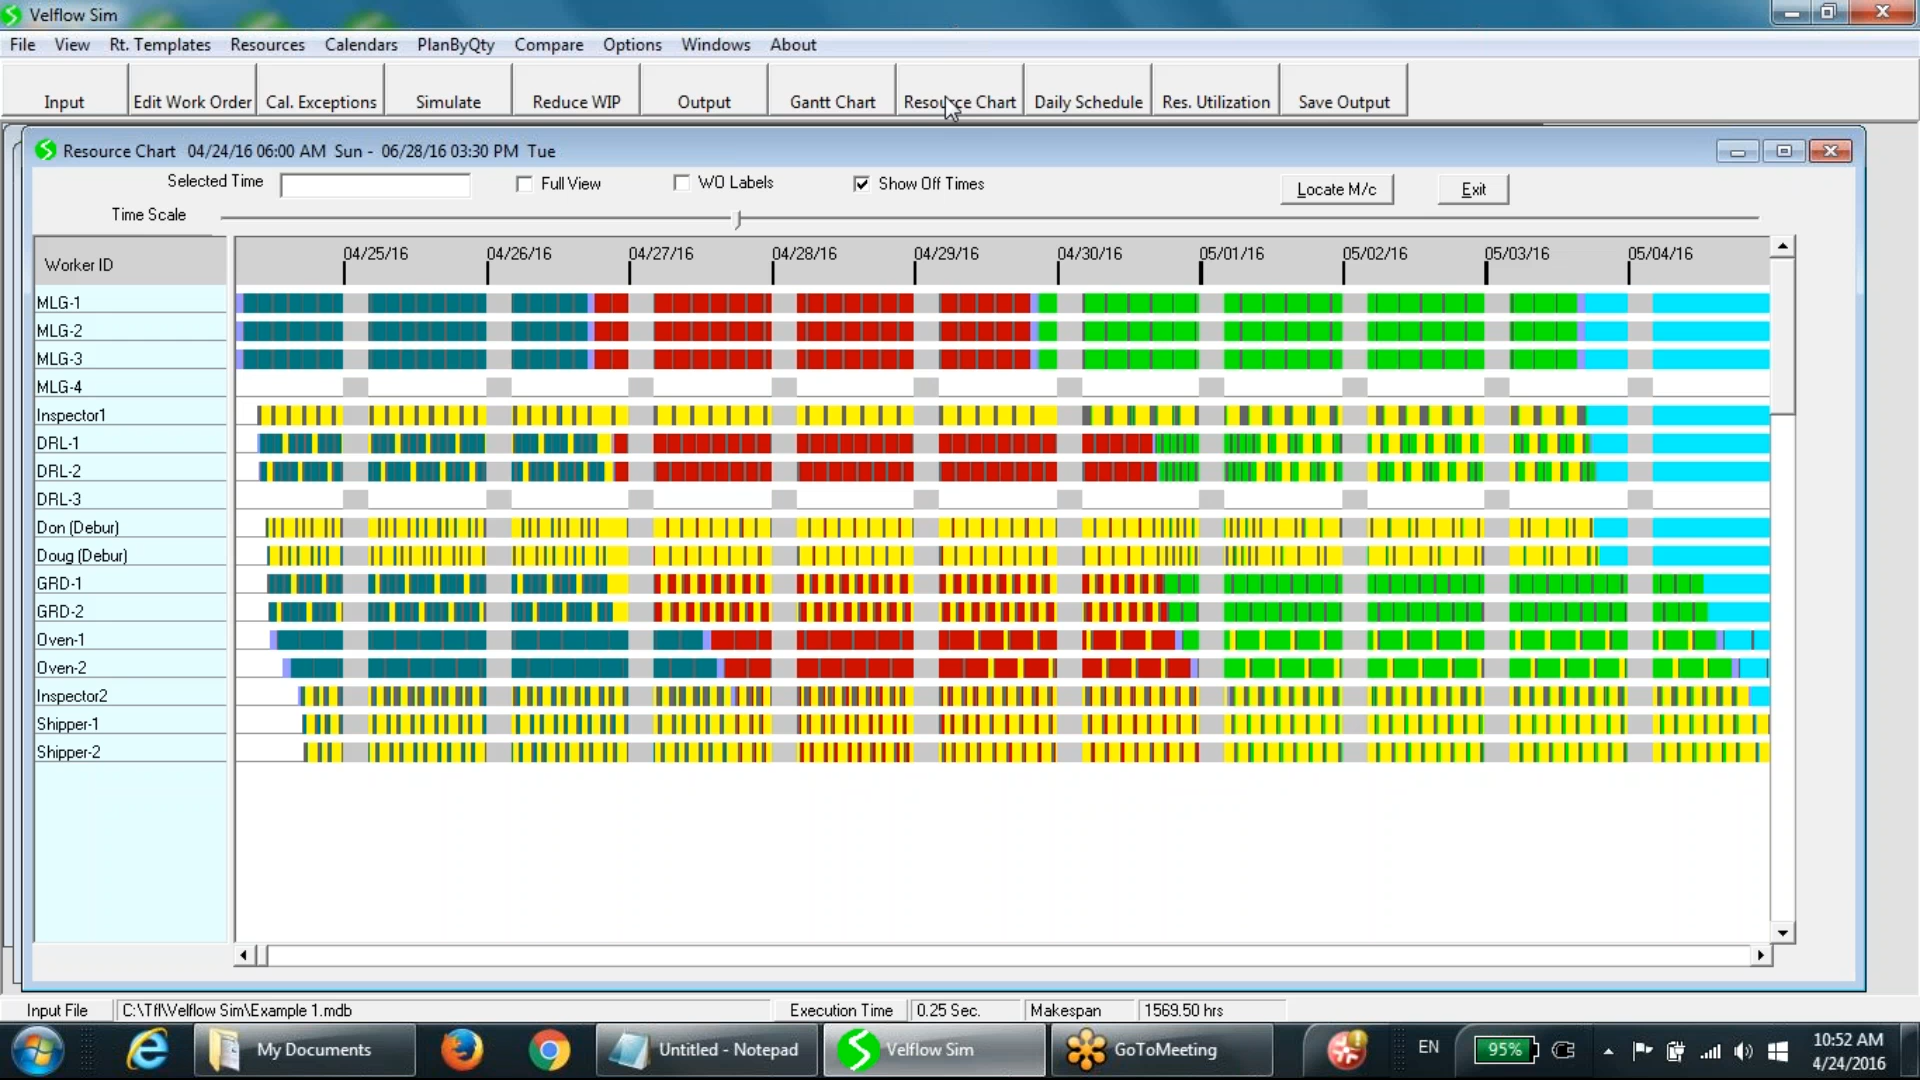 Velflow Sim
File View Rt. Templates Resources Calendars PlanByQty Compare Options Windows About
Input Edit Work Order Cal. Exceptions Simulate Reduce WIP Output Gantt Chart Resource Chart Daily Schedule Res. Utilization Save Output
Resource Chart 04/24/16 06:00 AM Sun - 06/28/16 03:30 PM Tue
Selected Time Full View WO Labels Show Off Times Locate M/c Exit
Time Scale
Worker ID 04/25/16 04/26/16 04/27/16 04/28/16 04/29/16 04/30/16 05/01/16 05/02/16 05/03/16 05/04/16
MLG-1
MLG-2
MLG-3
MLG-4
Inspector1
DRL-1
DRL-2
DRL-3
Don (Debur)
Doug (Debur)
GRD-1
GRD-2
Oven-1
Oven-2
Inspector2
Shipper-1
Shipper-2
Input File C:\Tfl\Velflow Sim\Example 1.mdb Execution Time 0.25 Sec. Makespan 1569.50 hrs
My Documents Untitled - Notepad Velflow Sim GoToMeeting EN 95% 10:52 AM
4/24/2016